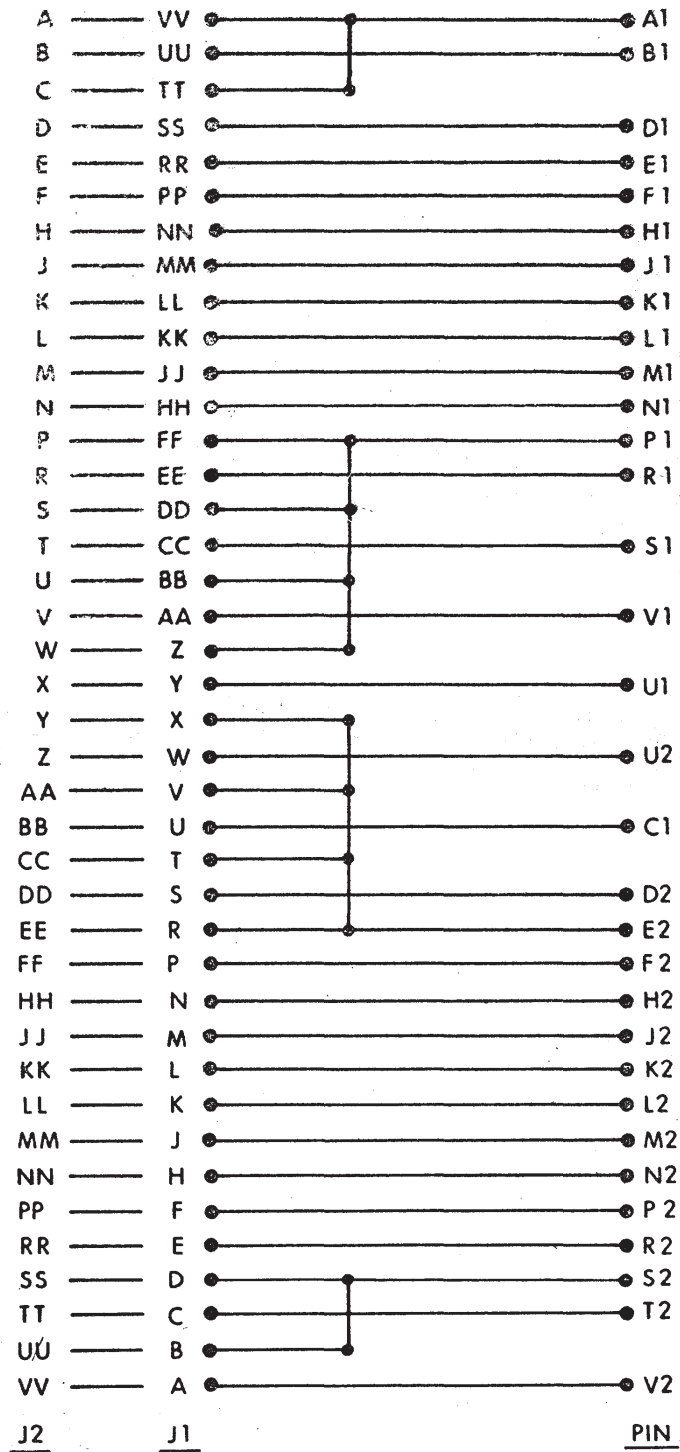 A VV A1
B UU B1
C TT
D SS D1
E RR E1
F PP F1
H NN H1
J MM J1
K LL K1
L KK L1
M JJ M1
N HH N1
P FF P1
R EE R1
S DD
T CC S1
U BB
V AA V1
W Z
X Y U1
Y X
Z W U2
AA V
BB U C1
CC T
DD S D2
EE R E2
FF P F2
HH N H2
JJ M J2
KK L K2
LL K L2
MM J M2
NN H N2
PP F P2
RR E R2
SS D S2
TT C T2
UU B
VV A V2
J2 J1 PIN